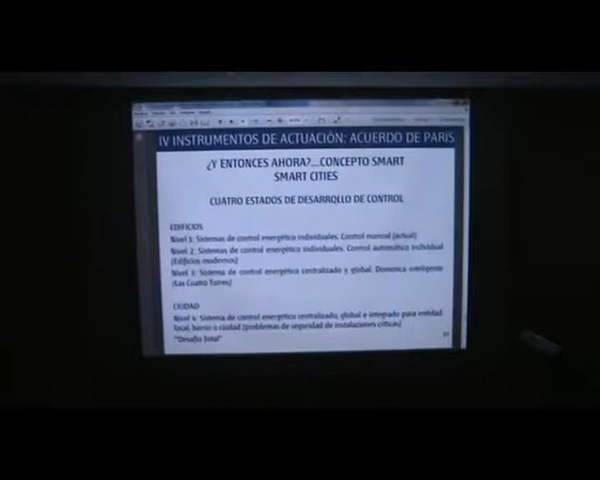 IV INSTRUMENTOS DE ACTUACIÓN: ACUERDO DE PARÍS
¿Y ENTONCES AHORA?...CONCEPTO SMART
SMART CITIES
CUATRO ESTADOS DE DESARROLLO DE CONTROL
EDIFICIOS
Nivel 1: Sistemas de control energético individuales. Control manual (actual)
Nivel 2: Sistemas de control energético individuales. Control automático individual
(Edificios modernos)
Nivel 3: Sistema de control energético centralizado y global. Domotica inteligente
(Las Cuatro Torres)
CIUDAD
Nivel 4: Sistema de control energético centralizado, global e integrado para entidad
local, barrio o ciudad (problemas de seguridad de instalaciones críticas)
"Desafío Total"